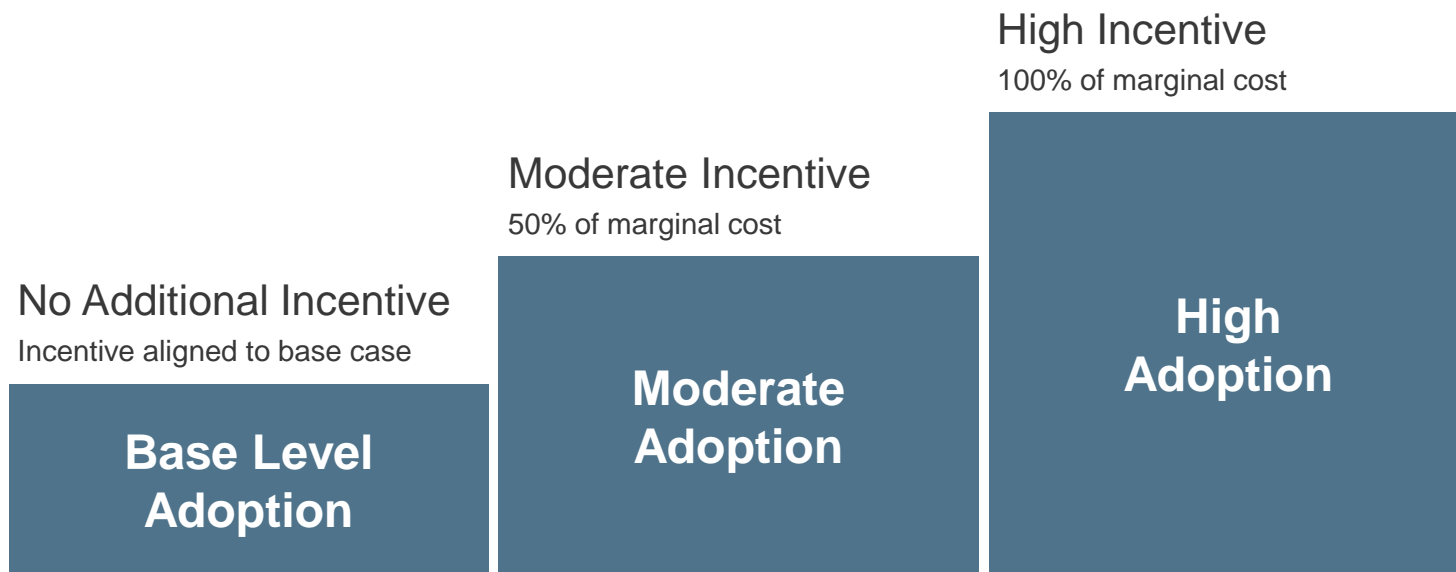 No Additional Incentive
Incentive aligned to base case
Base Level
Adoption
Moderate Incentive
50% of marginal cost
Moderate
Adoption
High Incentive
100% of marginal cost
High
Adoption